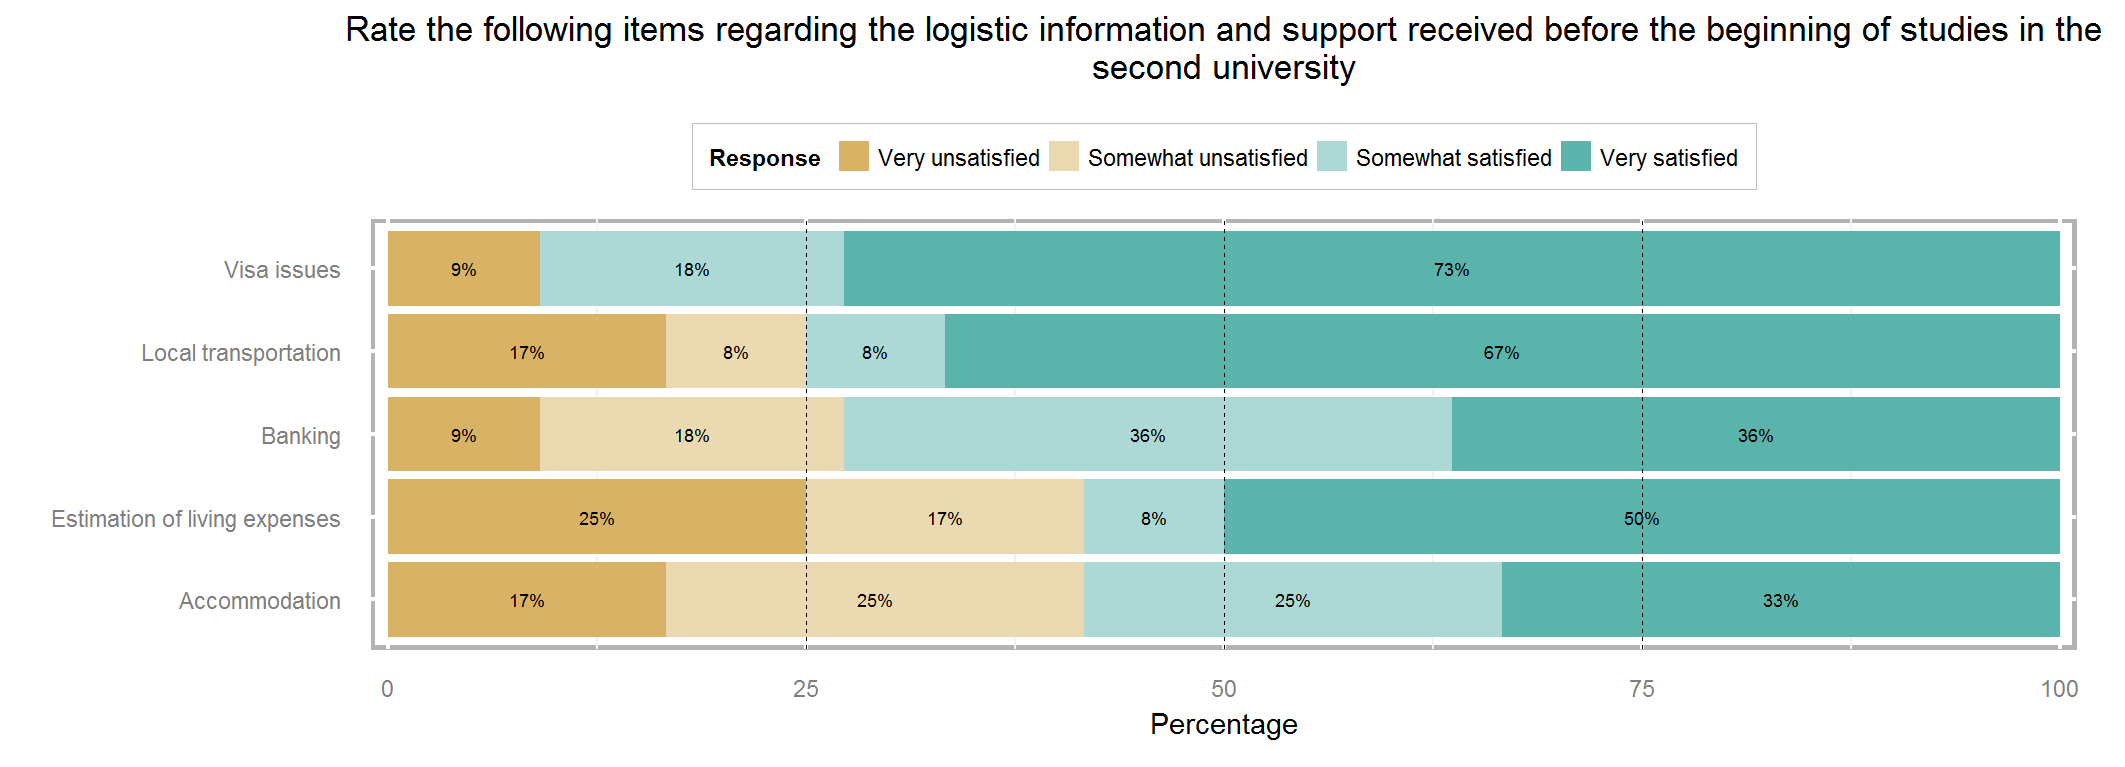 Rate the following items regarding the logistic information and support received before the beginning of studies in the
second university
Response Very unsatisfied Somewhat unsatisfied Somewhat satisfied Very satisfied
Visa issues 9% 18% 73%
Local transportation 17% 8% 8% 67%
Banking 9% 18% 36% 36%
Estimation of living expenses 25% 17% 8% 50%
Accommodation 17% 25% 25% 33%
0 25 50 75 100
Percentage